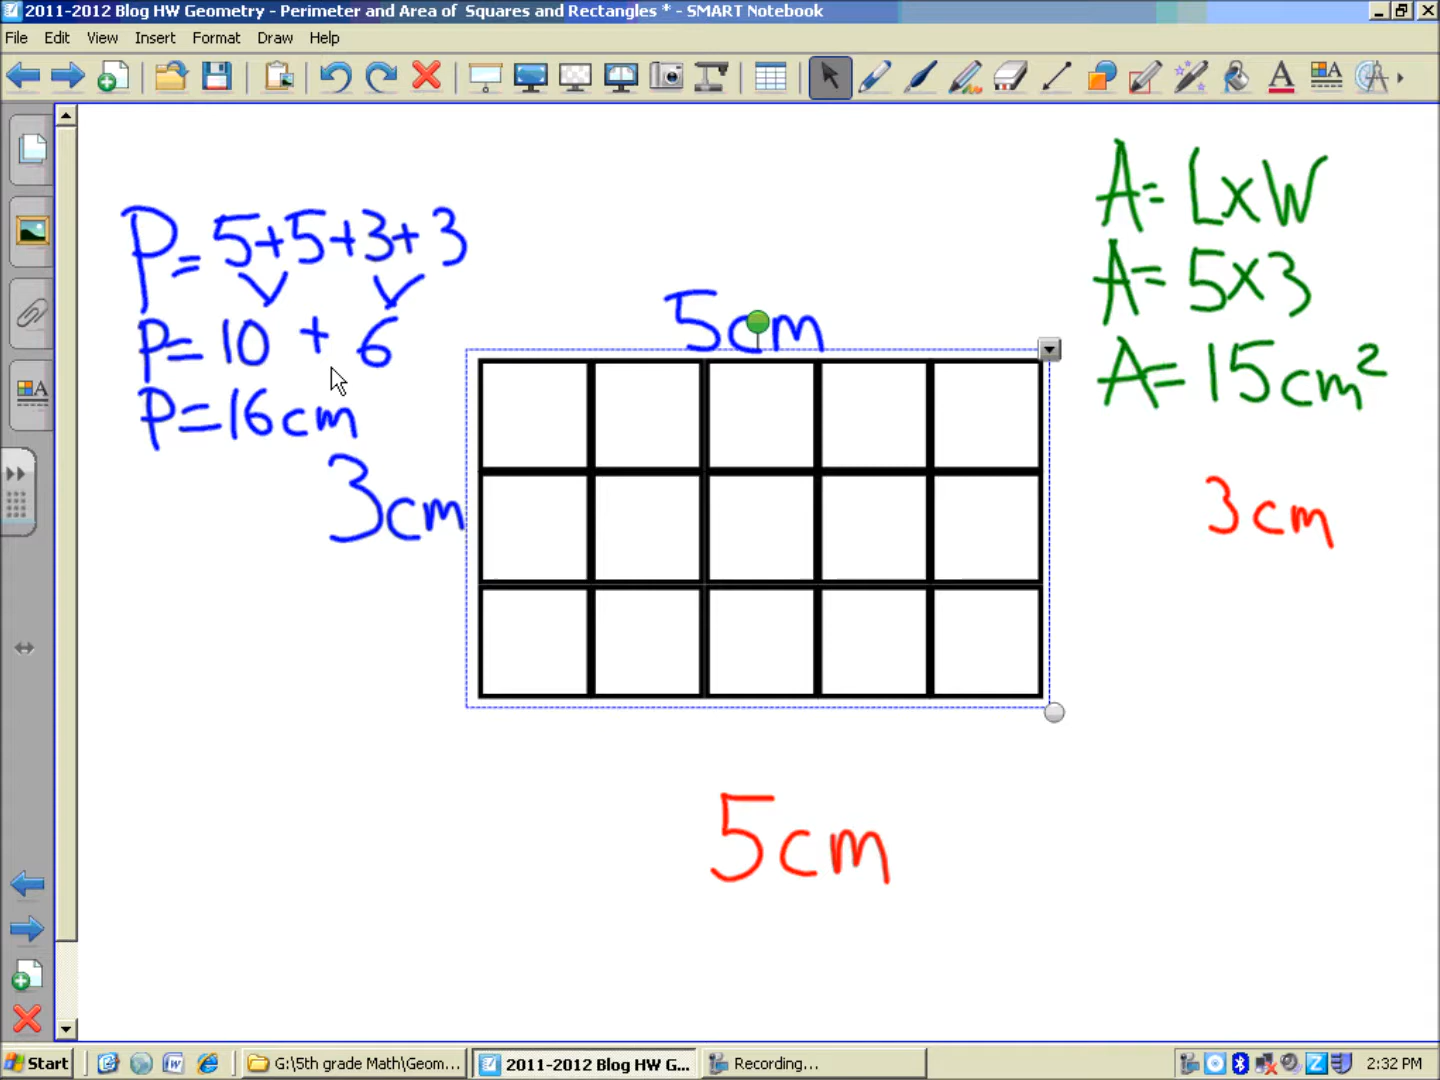 2011-2012 Blog HW Geometry - Perimeter and Area of Squares and Rectangles * - SMART Notebook
File Edit View Insert Format Draw Help
P= 5+5+3+3
P= 10 + 6
P=16cm
A= LxW
A= 5x3
A= 15cm²
5cm
3cm
3cm
5cm
Start
G:\5th grade Math\Geom...
2011-2012 Blog HW G...
Recording...
2:32 PM